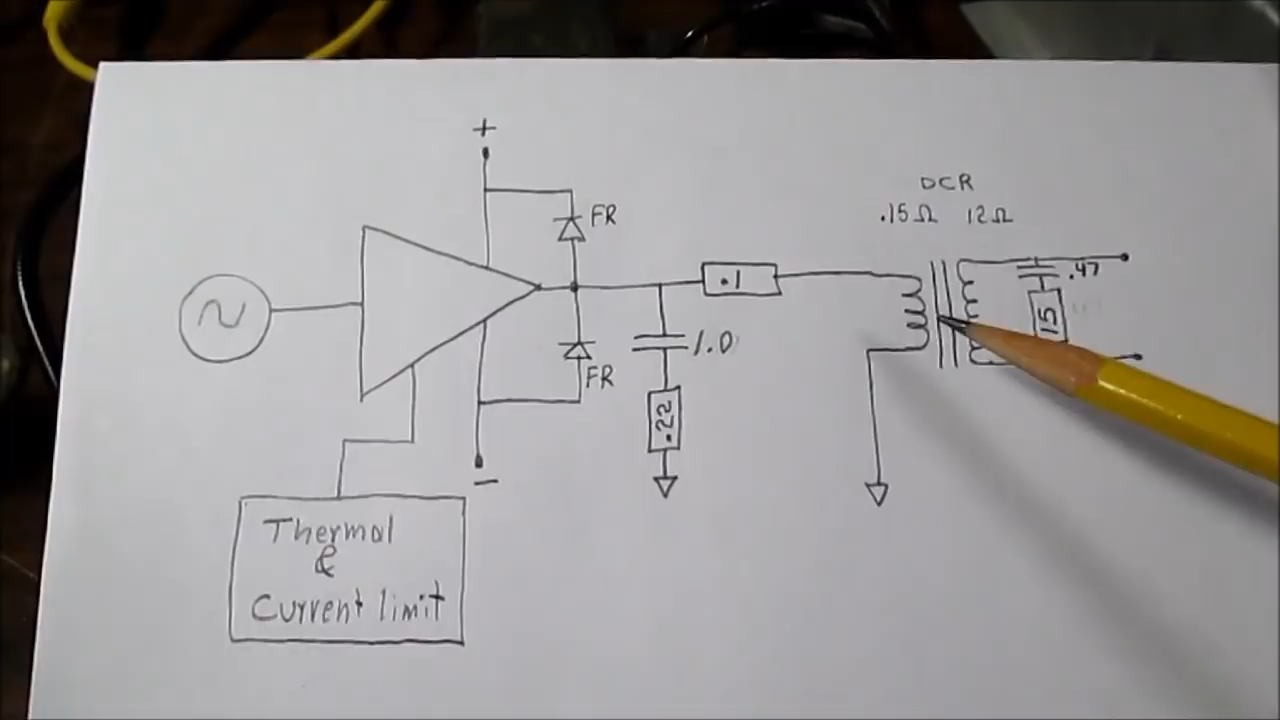 +
DCR
.15Ω 12Ω
FR
.47
.1
15
1.0
FR
.22
−
Thermal
&
Current limit